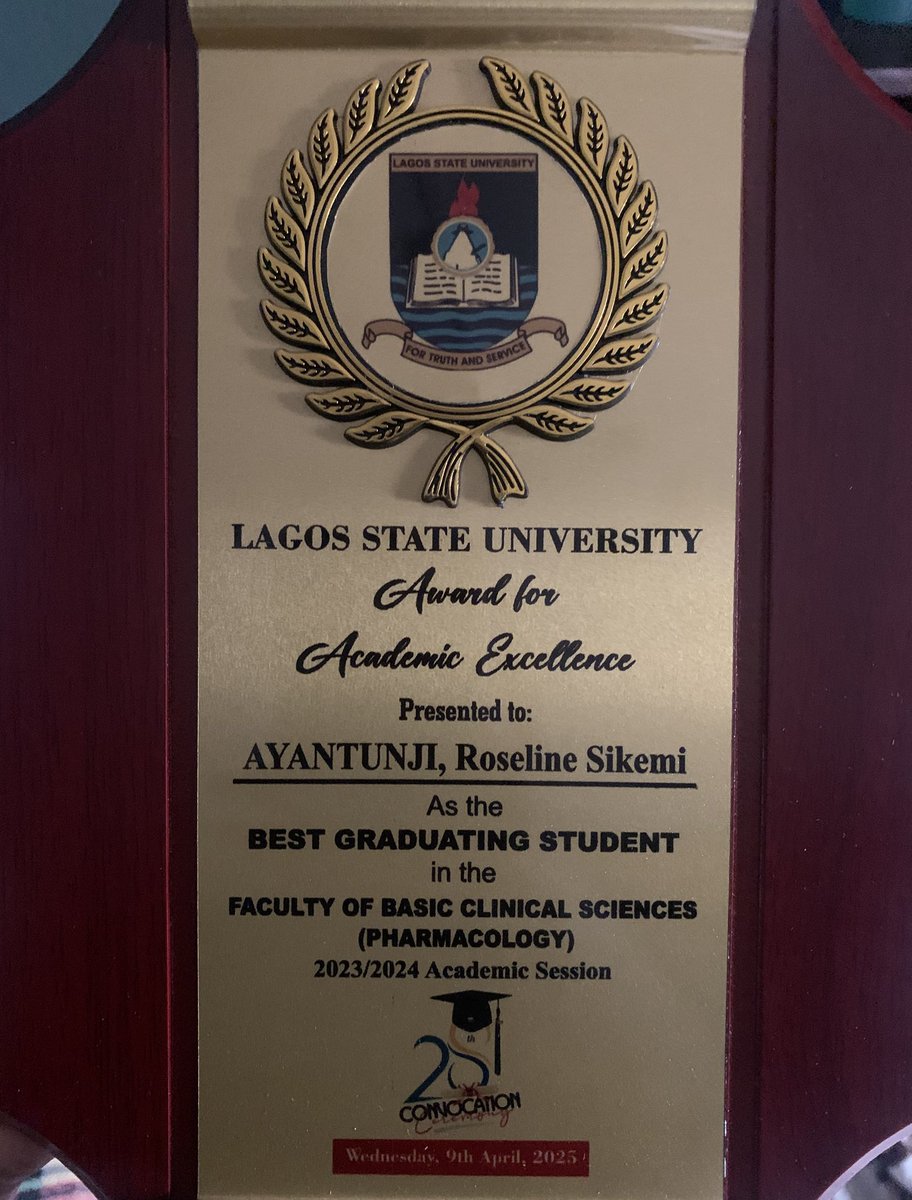 LAGOS STATE UNIVERSITY
FOR TRUTH AND SERVICE
LAGOS STATE UNIVERSITY
Award for
Academic Excellence
Presented to:
AYANTUNJI, Roseline Sikemi
As the
BEST GRADUATING STUDENT
in the
FACULTY OF BASIC CLINICAL SCIENCES
(PHARMACOLOGY)
2023/2024 Academic Session
28th
CONVOCATION
Ceremony
Wednesday, 9th April, 2025